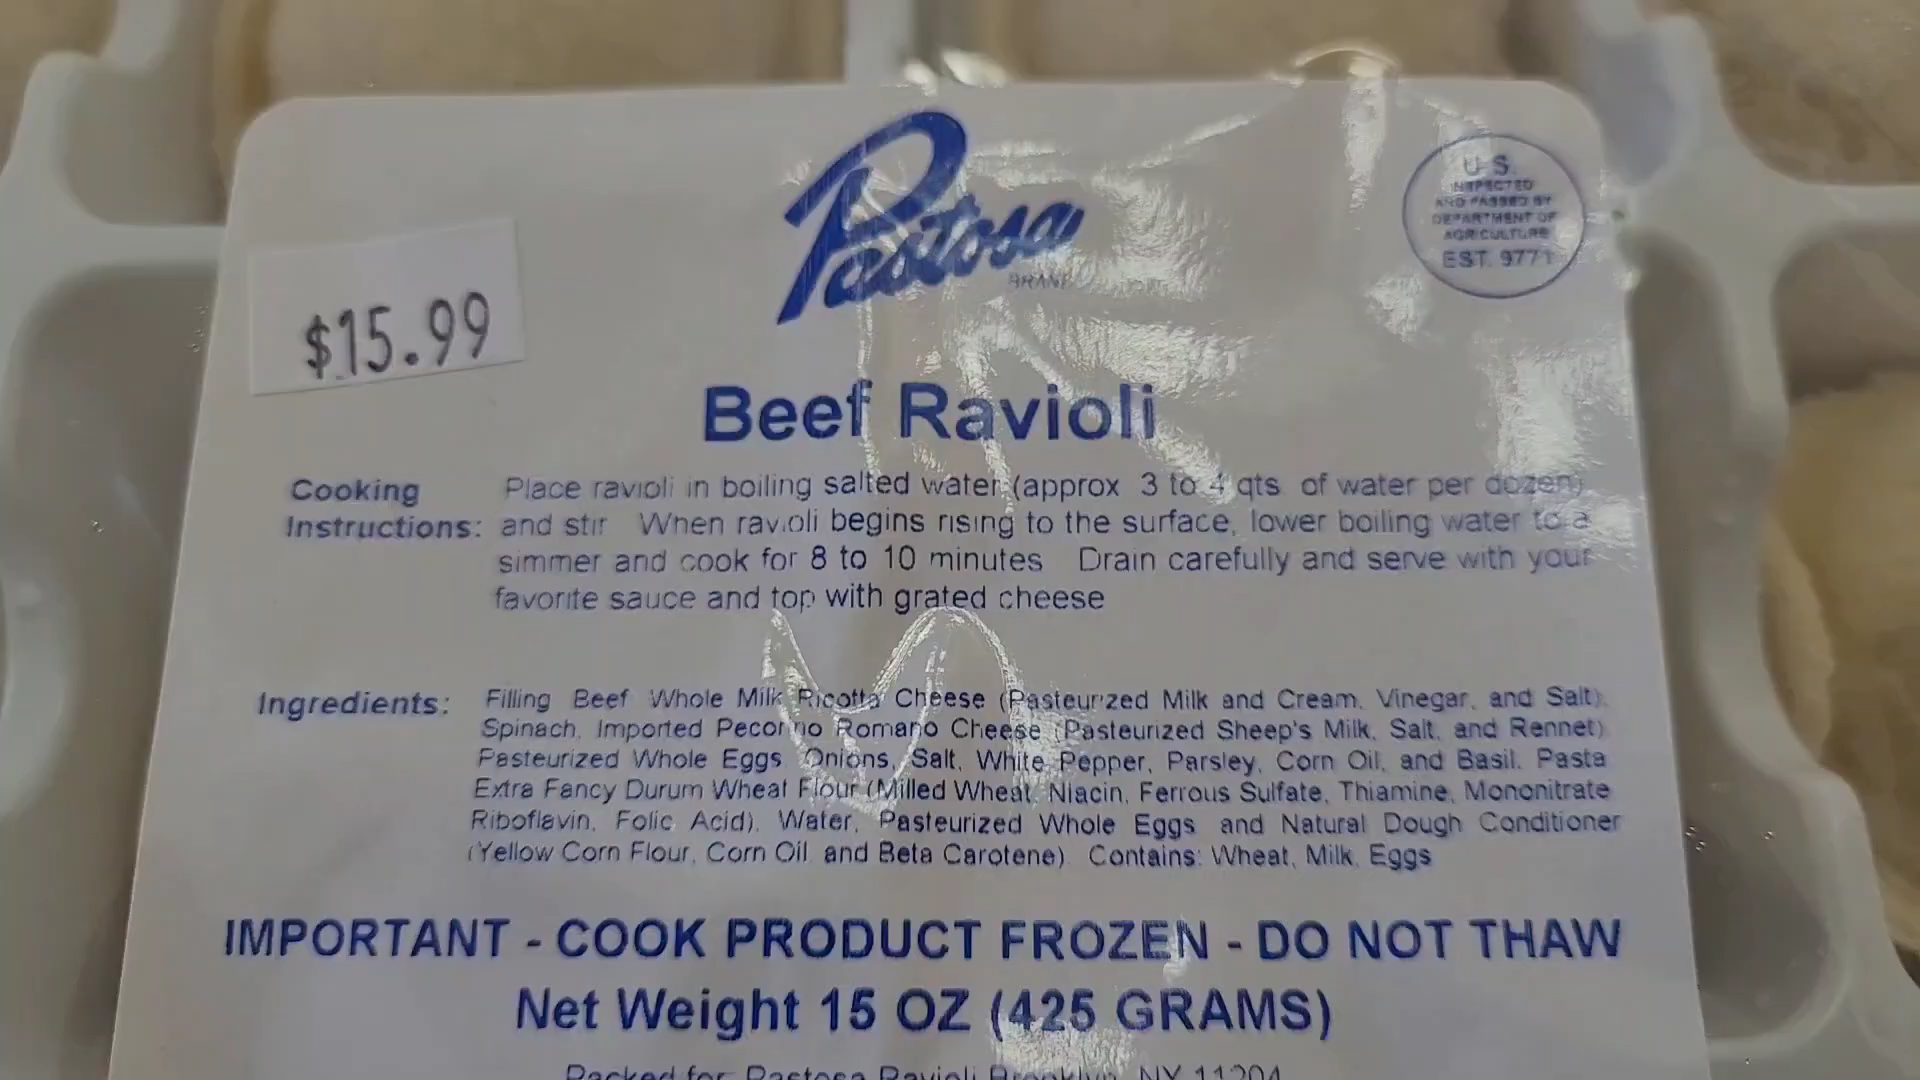 Pastosa
BRAND
U.S.
INSPECTED
AND PASSED BY
DEPARTMENT OF
AGRICULTURE
EST. 9771
$15.99
Beef Ravioli
Cooking Instructions: Place ravioli in boiling salted water (approx 3 to 4 qts of water per dozen)
and stir When ravioli begins rising to the surface, lower boiling water to a
simmer and cook for 8 to 10 minutes Drain carefully and serve with your
favorite sauce and top with grated cheese
Ingredients: Filling Beef Whole Milk Ricotta Cheese (Pasteurized Milk and Cream, Vinegar, and Salt),
Spinach, Imported Pecorino Romano Cheese (Pasteurized Sheep's Milk, Salt, and Rennet)
Pasteurized Whole Eggs, Onions, Salt, White Pepper, Parsley, Corn Oil, and Basil. Pasta
Extra Fancy Durum Wheat Flour (Milled Wheat, Niacin, Ferrous Sulfate, Thiamine, Mononitrate
Riboflavin, Folic Acid), Water, Pasteurized Whole Eggs and Natural Dough Conditioner
(Yellow Corn Flour, Corn Oil and Beta Carotene) Contains: Wheat, Milk, Eggs
IMPORTANT - COOK PRODUCT FROZEN - DO NOT THAW
Net Weight 15 OZ (425 GRAMS)
Packed for Pastosa Ravioli Brooklyn, NY 11204